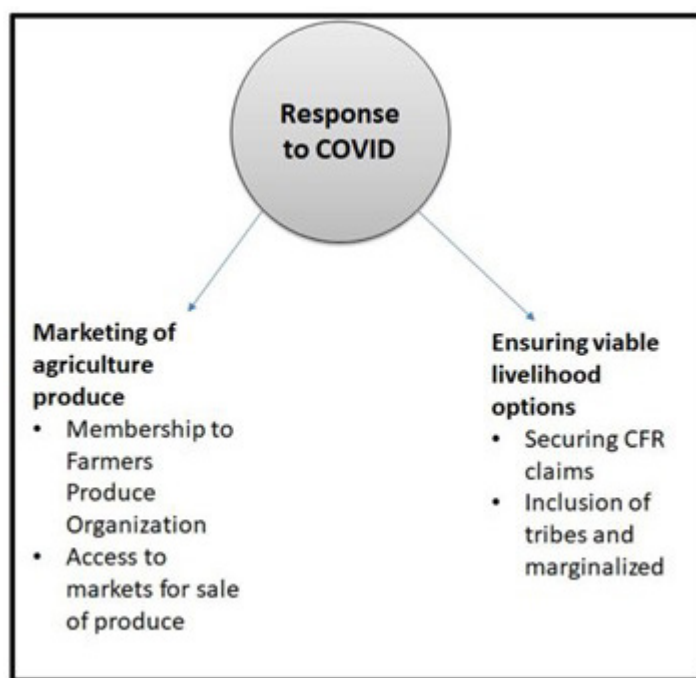 Response
to COVID
Marketing of
agriculture
produce
• Membership to
Farmers
Produce
Organization
• Access to
markets for sale
of produce
Ensuring viable
livelihood
options
• Securing CFR
claims
• Inclusion of
tribes and
marginalized